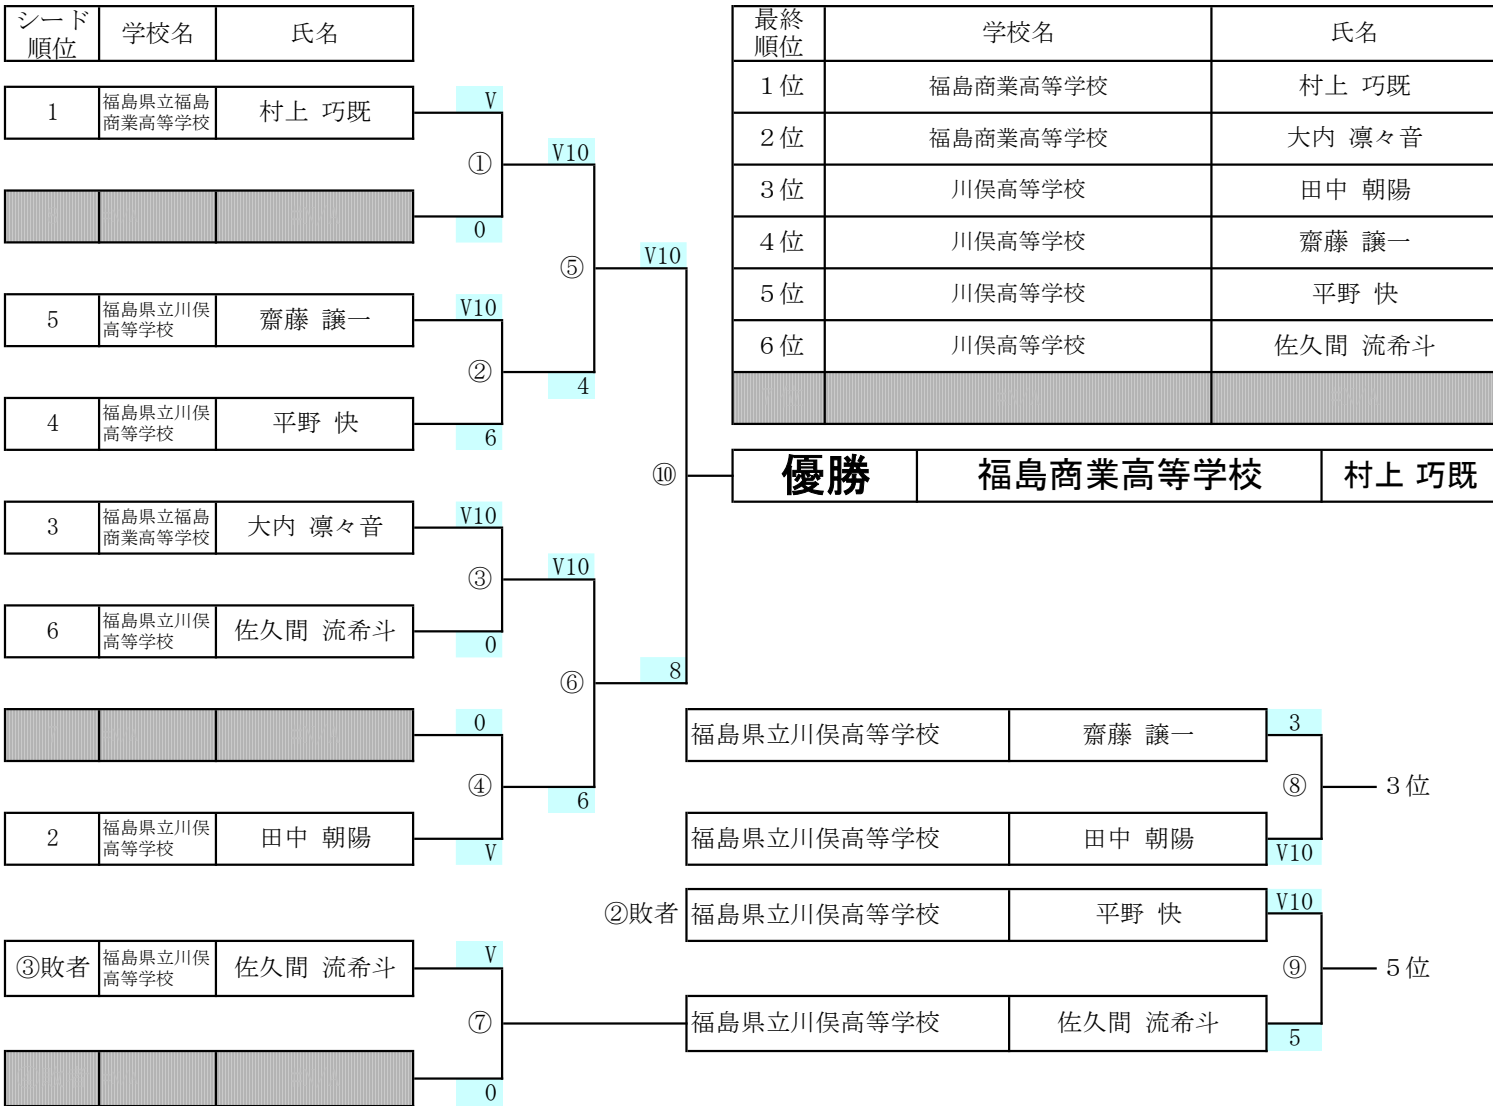 シード順位 学校名 氏名
1 福島県立福島商業高等学校 村上 巧既 V
① V10
0
⑤ V10
5 福島県立川俣高等学校 齋藤 譲一 V10
② 4
4 福島県立川俣高等学校 平野 快 6
⑩
3 福島県立福島商業高等学校 大内 凛々音 V10
③ V10
6 福島県立川俣高等学校 佐久間 流希斗 0
⑥ 8
0
④ 6
2 福島県立川俣高等学校 田中 朝陽 V
③敗者 福島県立川俣高等学校 佐久間 流希斗 V
⑦
0
最終順位 学校名 氏名
1位 福島商業高等学校 村上 巧既
2位 福島商業高等学校 大内 凛々音
3位 川俣高等学校 田中 朝陽
4位 川俣高等学校 齋藤 譲一
5位 川俣高等学校 平野 快
6位 川俣高等学校 佐久間 流希斗
優勝 福島商業高等学校 村上 巧既
福島県立川俣高等学校 齋藤 譲一 3
⑧ 3位
福島県立川俣高等学校 田中 朝陽 V10
②敗者 福島県立川俣高等学校 平野 快 V10
⑨ 5位
福島県立川俣高等学校 佐久間 流希斗 5